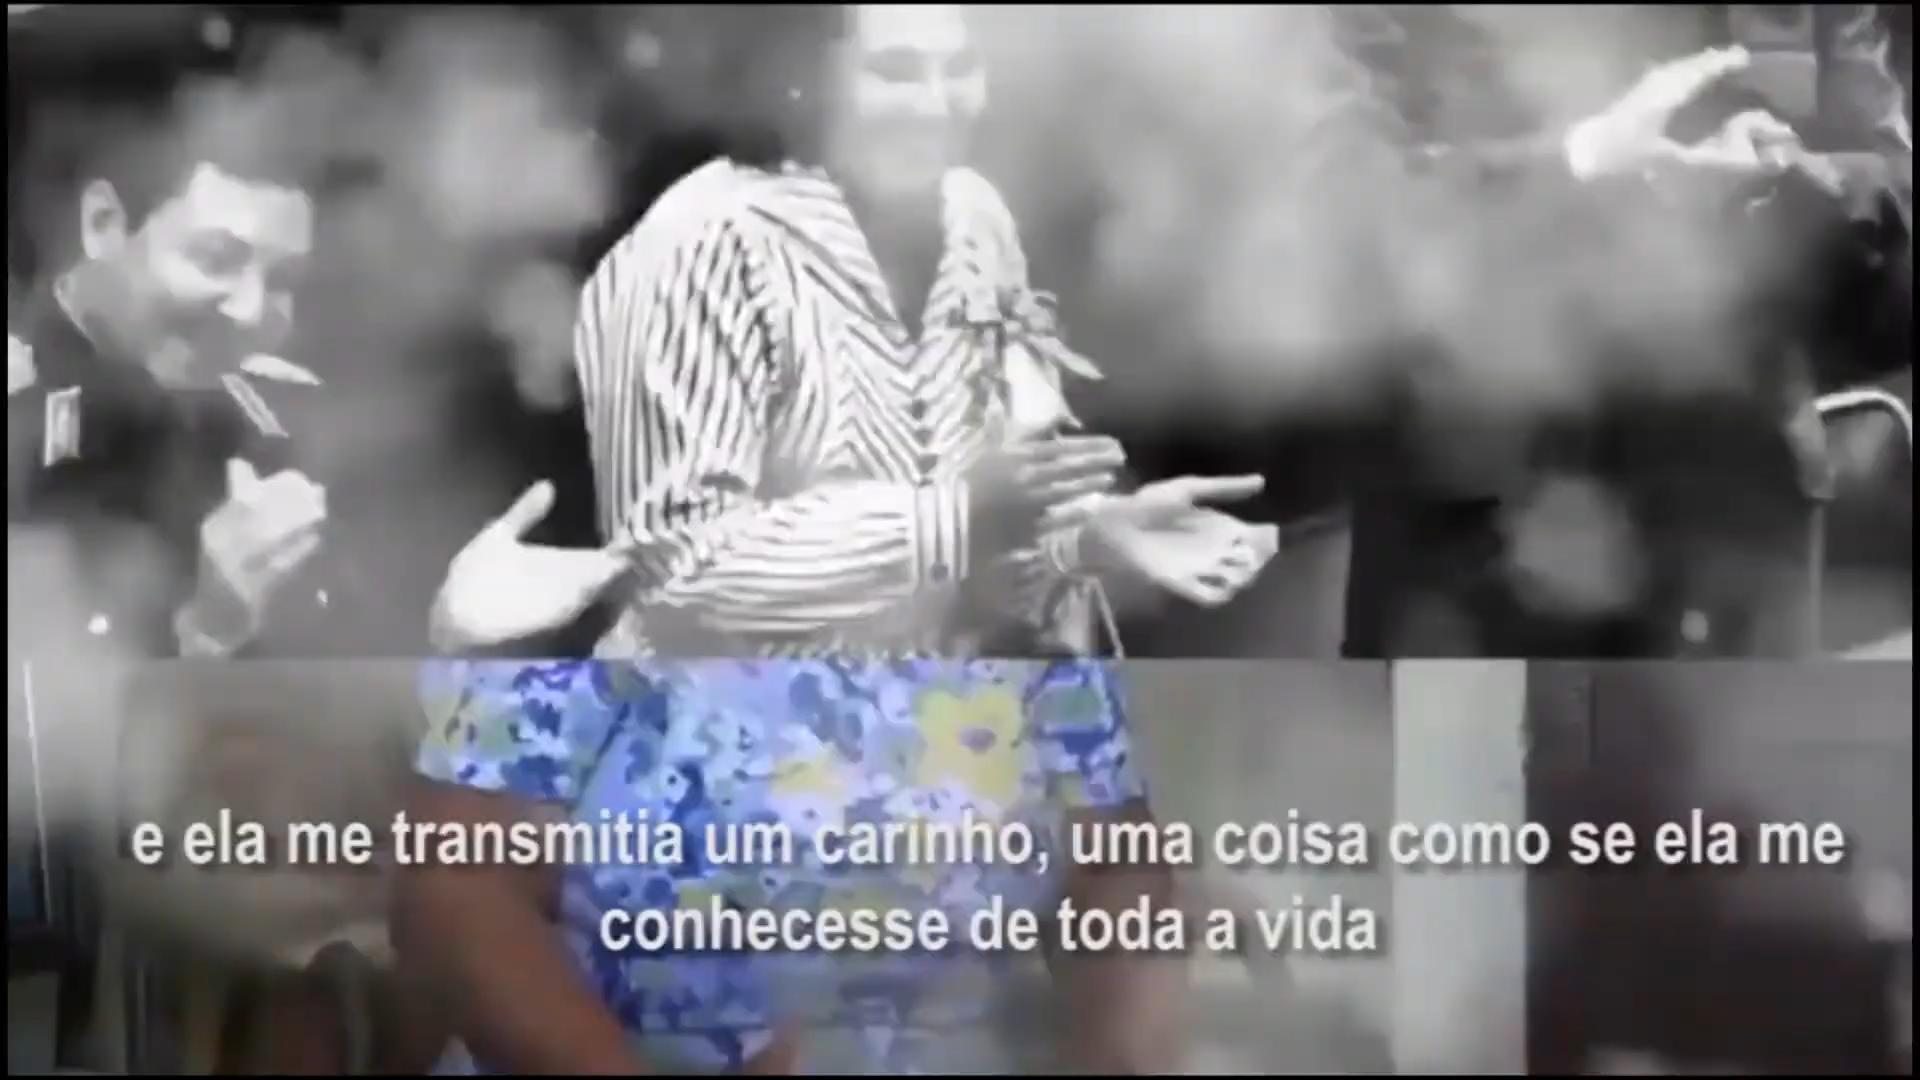 e ela me transmitia um carinho, uma coisa como se ela me
conhecesse de toda a vida